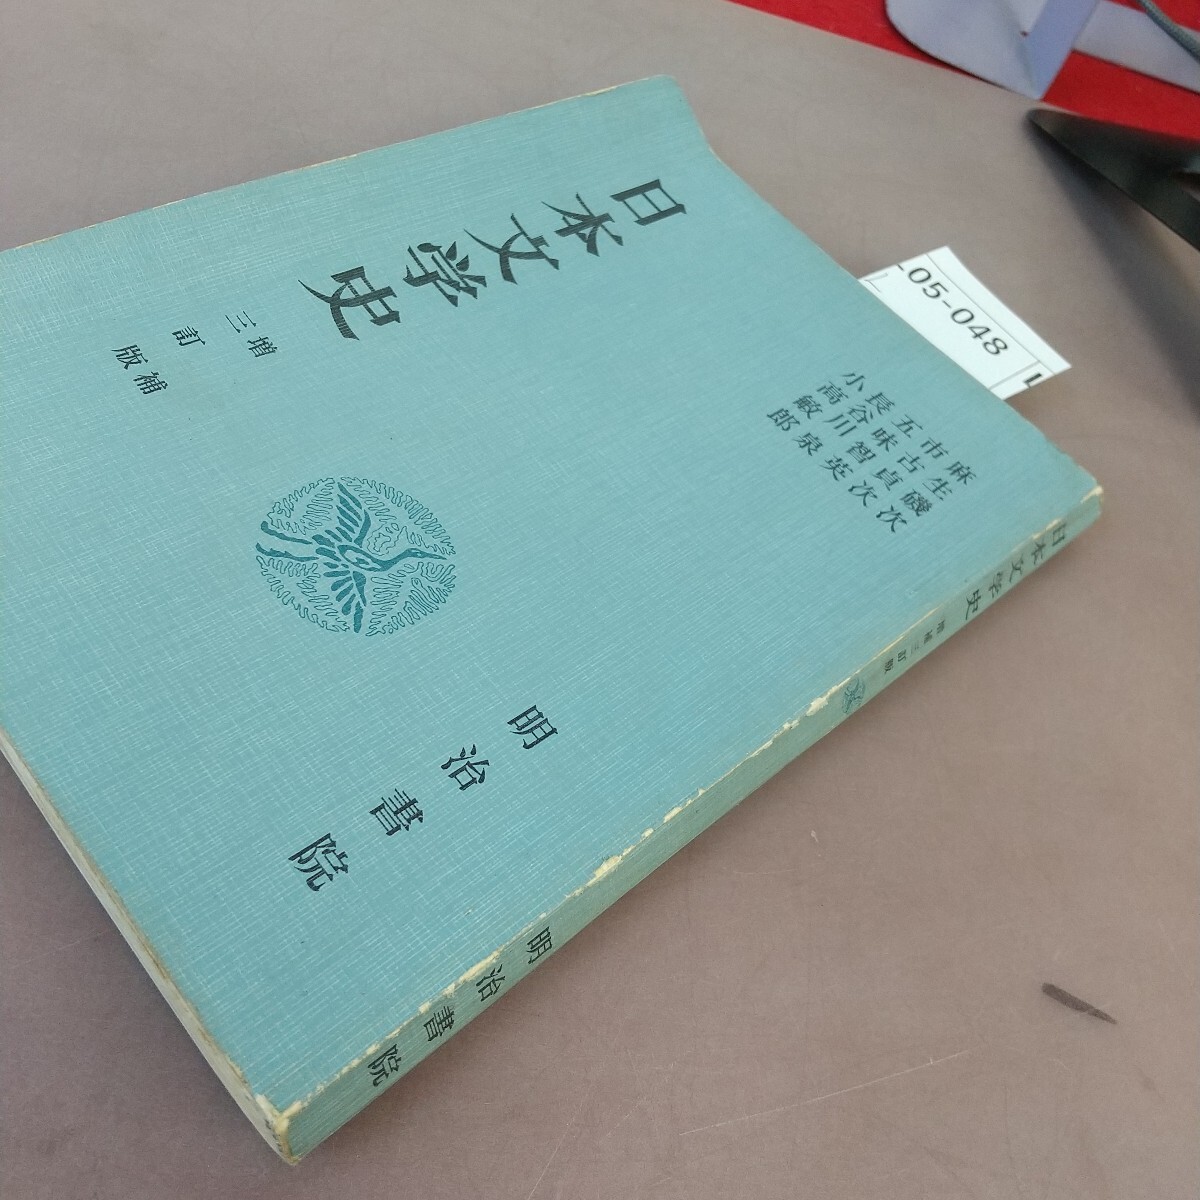 日本文学史
増補
三訂版
麻生磯次
市古貞次
五味智英
長谷川泉
小高敏郎
明治書院
日本文学史 増補三訂版
明治書院
05-048